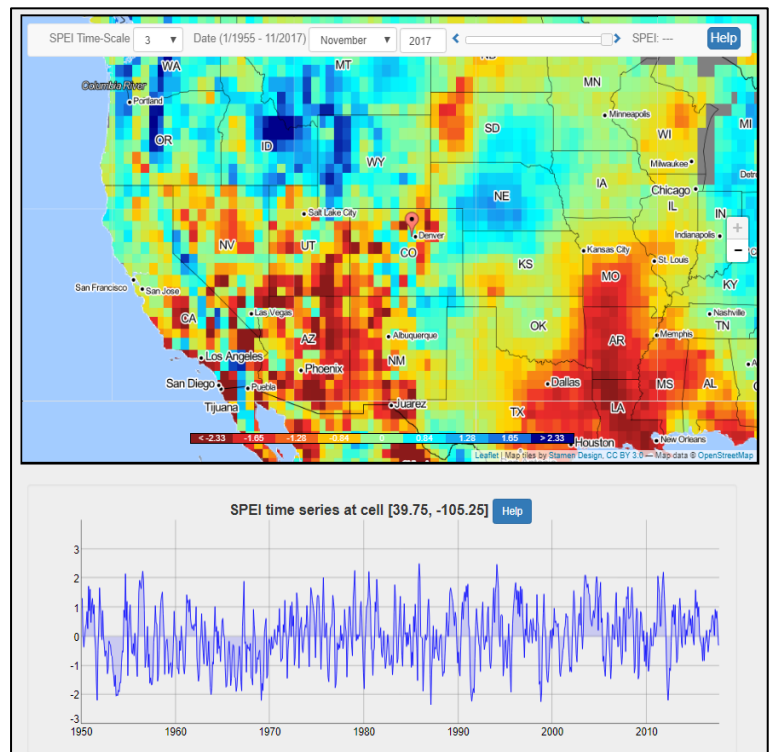 SPEI Time-Scale 3 Date (1/1955 - 11/2017) November 2017 SPEI: --- Help
WA
MT
Columbia River
MN
Portland
Minneapolis
SD
OR
ID
WI
MI
WY
Milwaukee
Detr
IA
NE
Chicago
Salt Lake City
IL
IN
+
Denver
Indianapolis
NV
UT
CO
Kansas City
-
KS
St. Louis
MO
San Francisco
San Jose
KY
Las Vegas
Nashville
CA
OK
TN
AZ
Albuquerque
AR
Memphis
Los Angeles
NM
Phoenix
San Diego
Dallas
MS
AL
Puebla
Juarez
LA
Tijuana
TX
< -2.33 -1.65 -1.28 -0.84 0 0.84 1.28 1.65 > 2.33
Houston
New Orleans
Leaflet | Map tiles by Stamen Design, CC BY 3.0 — Map data © OpenStreetMap
SPEI time series at cell [39.75, -105.25] Help
3
2
1
0
-1
-2
-3
1950 1960 1970 1980 1990 2000 2010